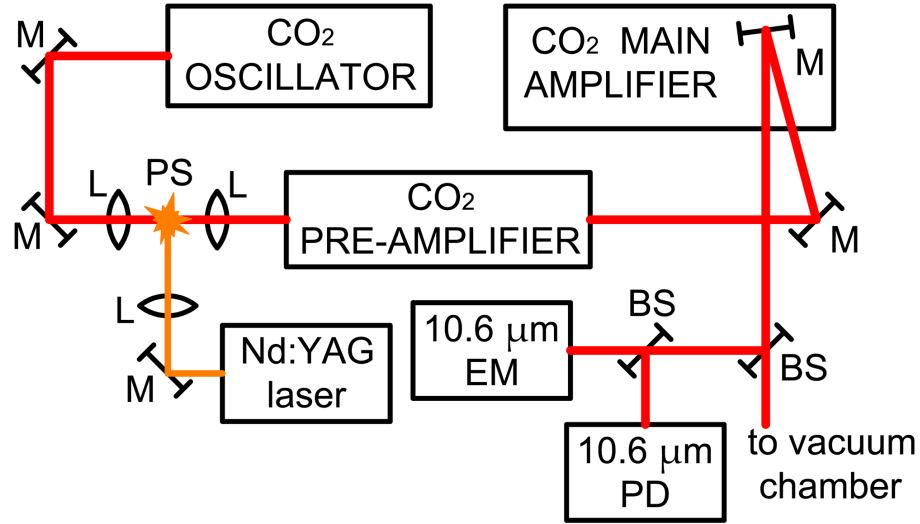 M
CO₂
OSCILLATOR
CO₂ MAIN
AMPLIFIER
M
L
PS
L
M
CO₂
PRE-AMPLIFIER
M
L
M
Nd:YAG
laser
10.6 μm
EM
BS
BS
10.6 μm
PD
to vacuum
chamber